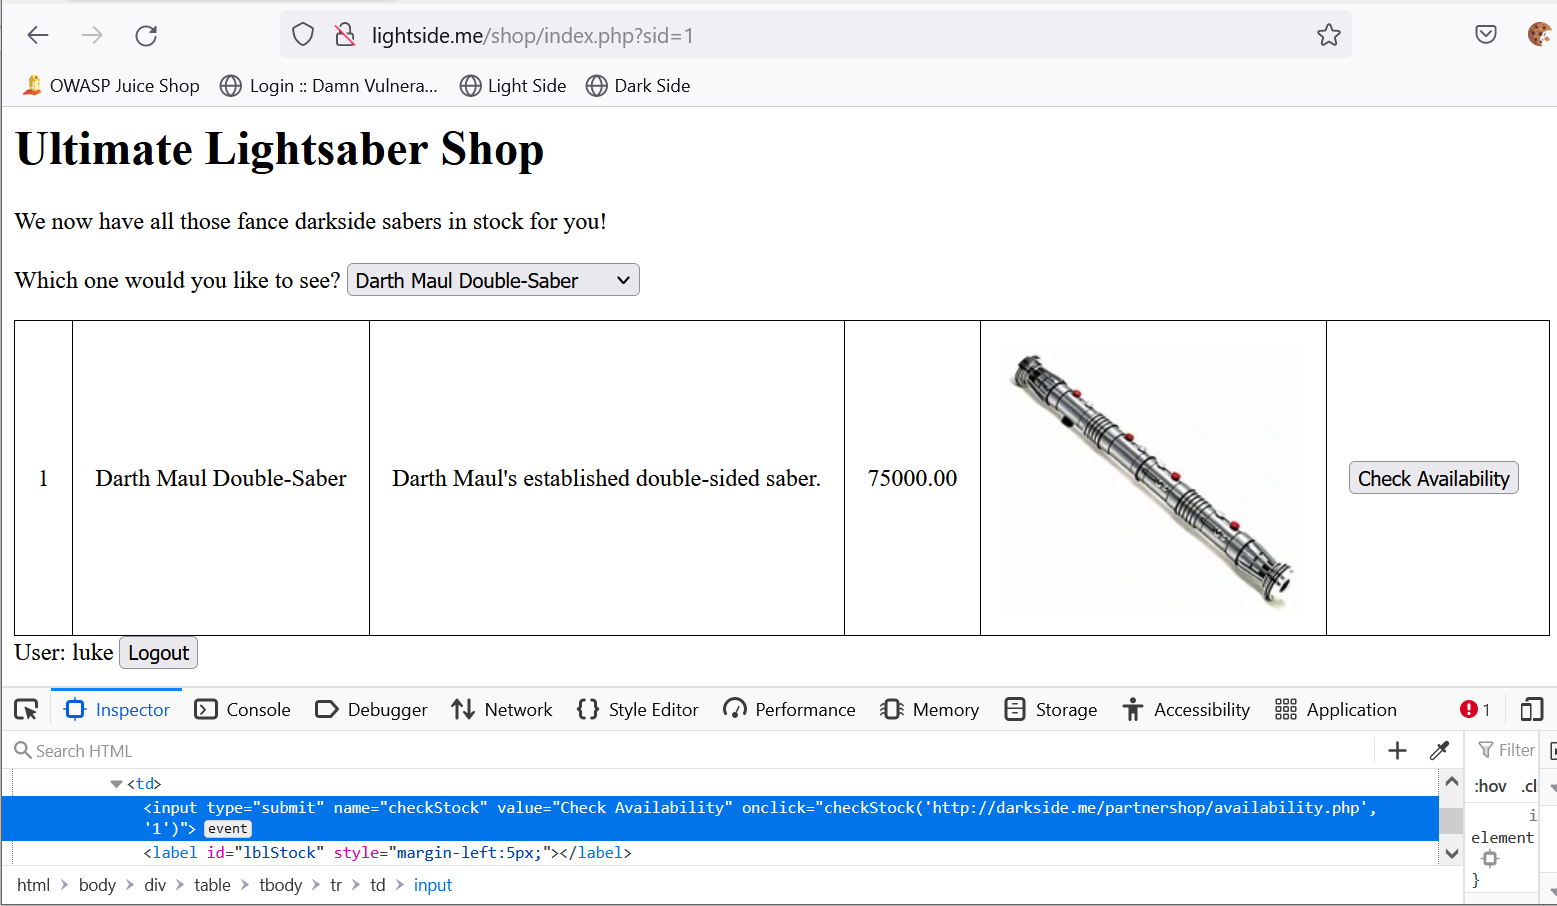 lightside.me/shop/index.php?sid=1
OWASP Juice Shop Login :: Damn Vulnera... Light Side Dark Side
Ultimate Lightsaber Shop
We now have all those fance darkside sabers in stock for you!
Which one would you like to see? Darth Maul Double-Saber
1 Darth Maul Double-Saber Darth Maul's established double-sided saber. 75000.00 Check Availability
User: luke Logout
Inspector Console Debugger Network Style Editor Performance Memory Storage Accessibility Application 1
Search HTML Filter
<td>
:hov .cl
<input type="submit" name="checkStock" value="Check Availability" onclick="checkStock('http://darkside.me/partnershop/availability.php',
'1')"> event
element
<label id="lblStock" style="margin-left:5px;"></label>
}
html > body > div > table > tbody > tr > td > input